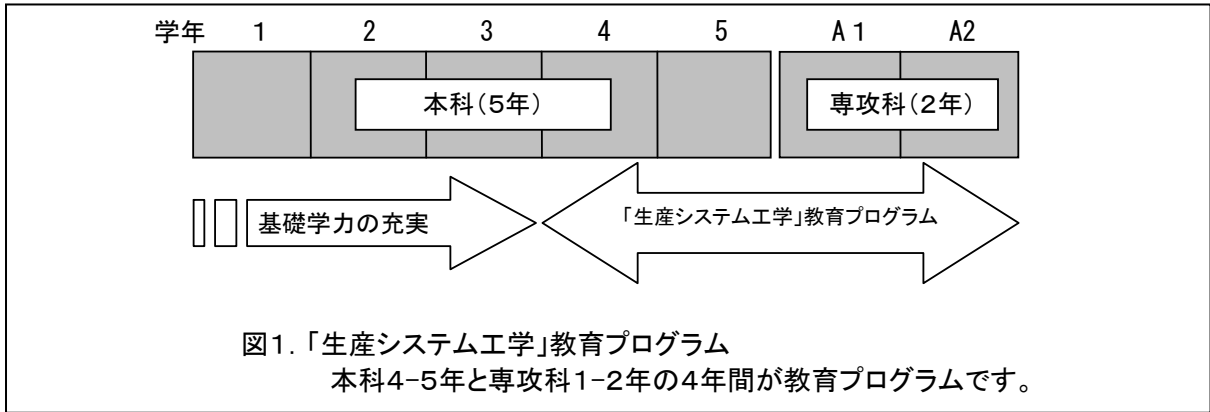 学年 1 2 3 4 5 A1 A2
本科(5年) 専攻科(2年)
基礎学力の充実 「生産システム工学」教育プログラム
図1.「生産システム工学」教育プログラム
本科4-5年と専攻科1-2年の4年間が教育プログラムです。